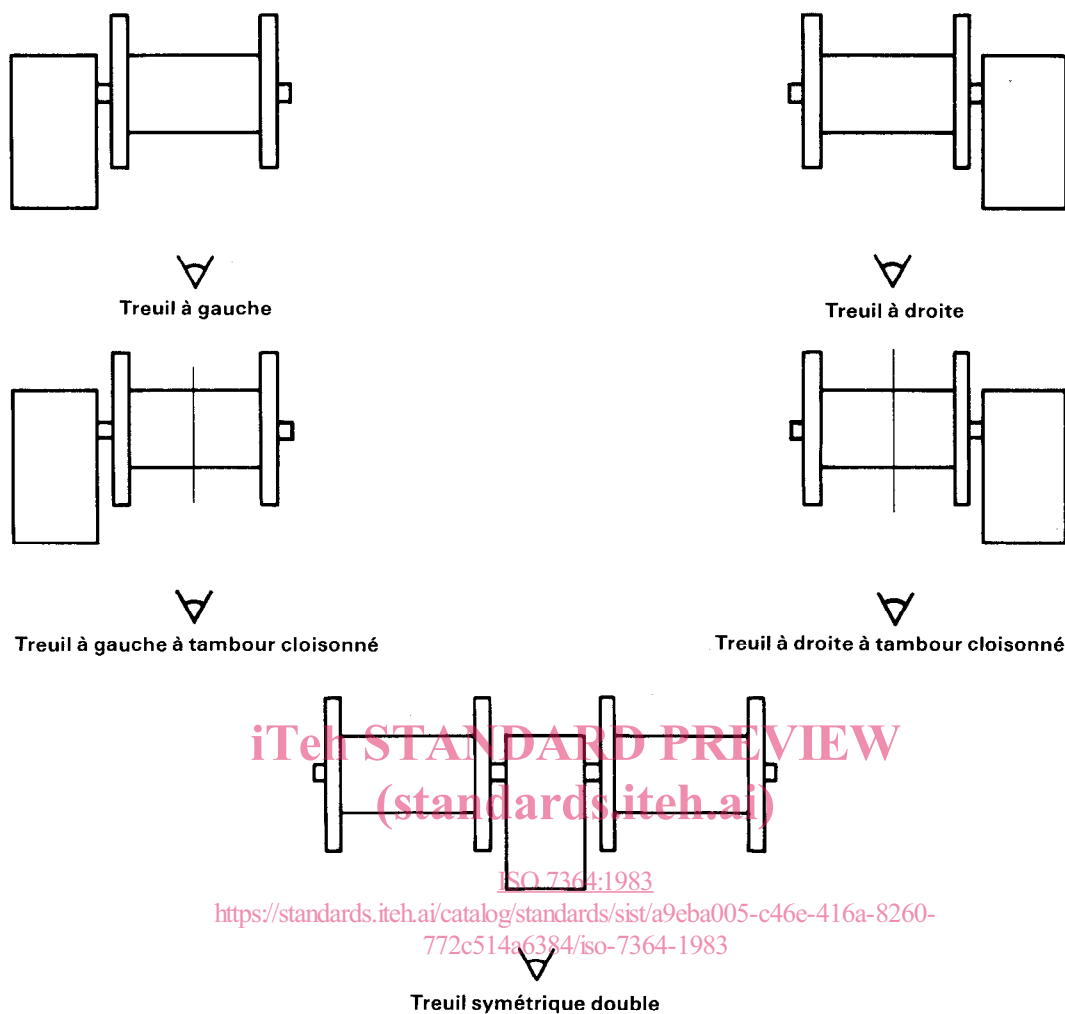 Treuil à gauche
Treuil à droite
Treuil à gauche à tambour cloisonné
Treuil à droite à tambour cloisonné
iTeh STANDARD PREVIEW
(standards.iteh.ai)
ISO 7364:1983
https://standards.iteh.ai/catalog/standards/sist/a9eba005-c46e-416a-8260-
772c514a6384/iso-7364-1983
Treuil symétrique double